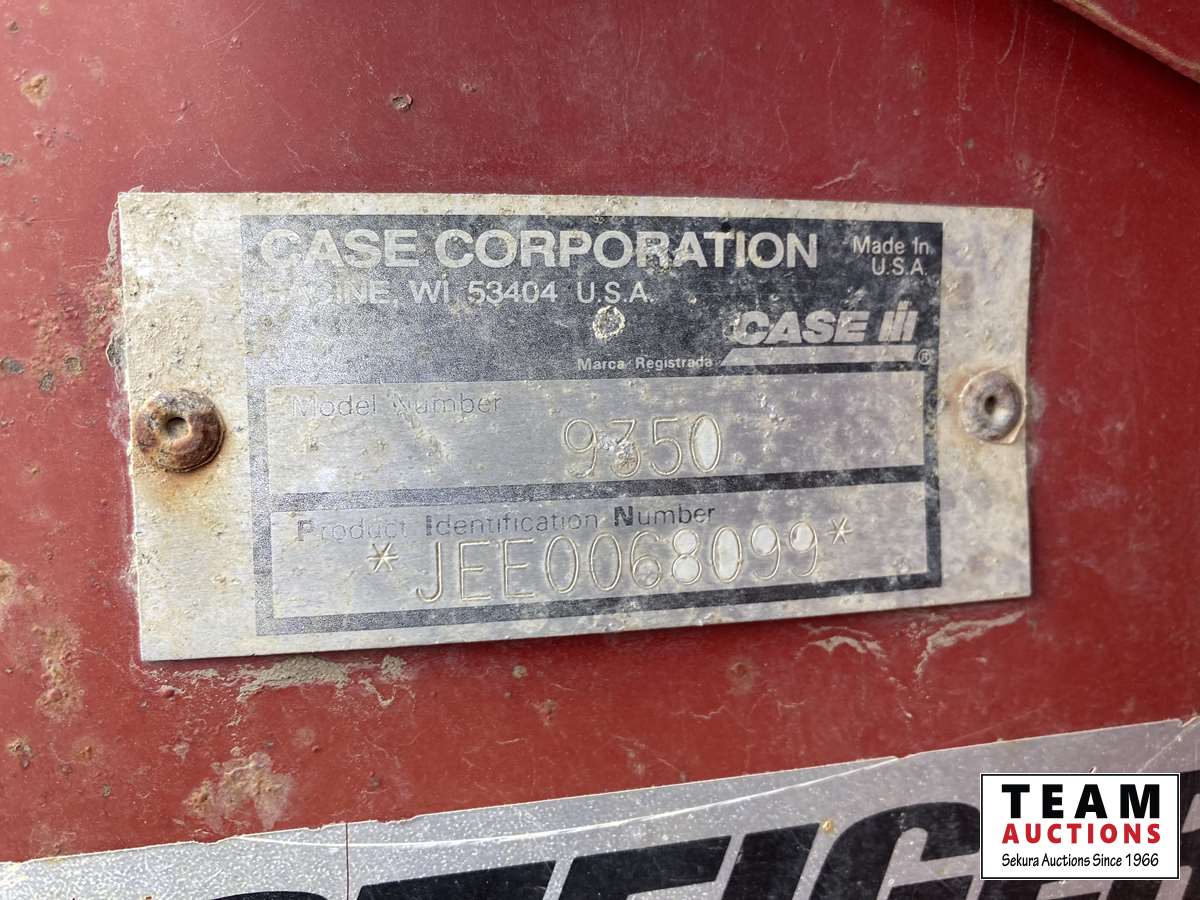 CASE CORPORATION
RACINE, WI 53404 U.S.A.
Made In
U.S.A.
CASE IH
®
Marca Registrada
Model Number
9350
Product Identification Number
*JEE0068099*
TEAM
AUCTIONS
Sekura Auctions Since 1966